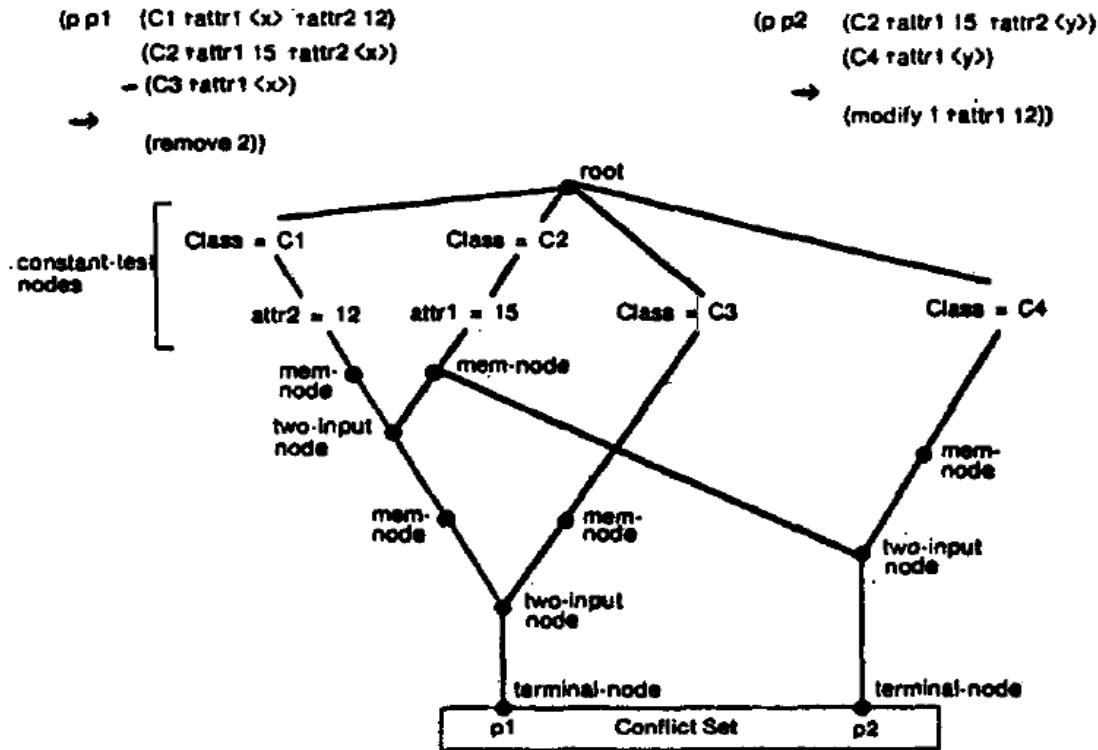 (p p1 (C1 ↑attr1 <x> ↑attr2 12)
(C2 ↑attr1 15 ↑attr2 <x>)
- (C3 ↑attr1 <x>)
→
(remove 2))
(p p2 (C2 ↑attr1 15 ↑attr2 <y>)
(C4 ↑attr1 <y>)
→
(modify 1 ↑attr1 12))
root
Class = C1
Class = C2
constant-test
nodes
attr2 = 12
attr1 = 15
Class = C3
Class = C4
mem-
node
mem-node
two-input
node
mem-
node
mem-
node
mem-
node
two-input
node
two-input
node
terminal-node
terminal-node
p1
Conflict Set
p2